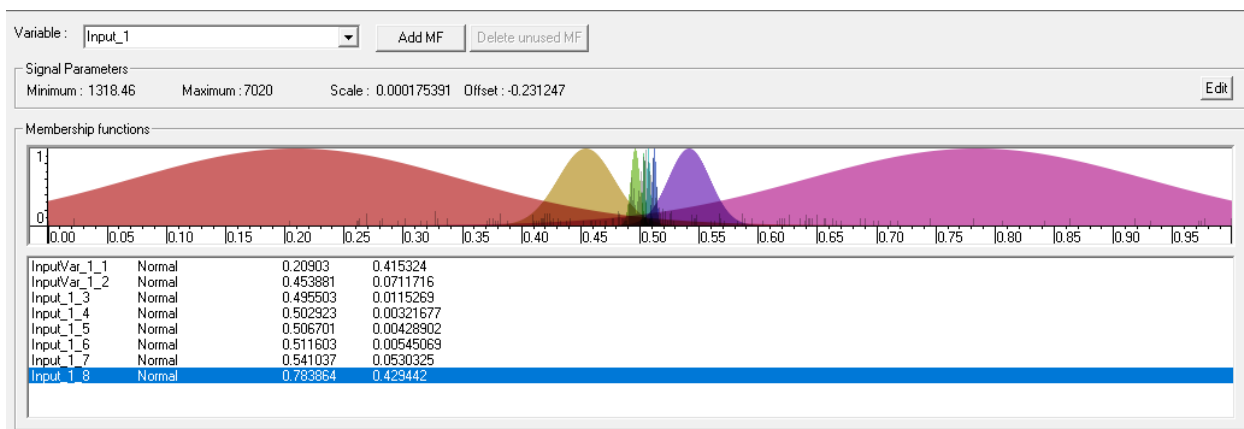 Variable : Input_1 Add MF Delete unused MF
Signal Parameters
Minimum : 1318.46 Maximum : 7020 Scale : 0.000175391 Offset : -0.231247 Edit
Membership functions
1
0
0.00 0.05 0.10 0.15 0.20 0.25 0.30 0.35 0.40 0.45 0.50 0.55 0.60 0.65 0.70 0.75 0.80 0.85 0.90 0.95
InputVar_1_1 Normal 0.20903 0.415324
InputVar_1_2 Normal 0.453881 0.0711716
Input_1_3 Normal 0.495503 0.0115269
Input_1_4 Normal 0.502923 0.00321677
Input_1_5 Normal 0.506701 0.00428902
Input_1_6 Normal 0.511603 0.00545069
Input_1_7 Normal 0.541037 0.0530325
Input_1_8 Normal 0.783864 0.429442